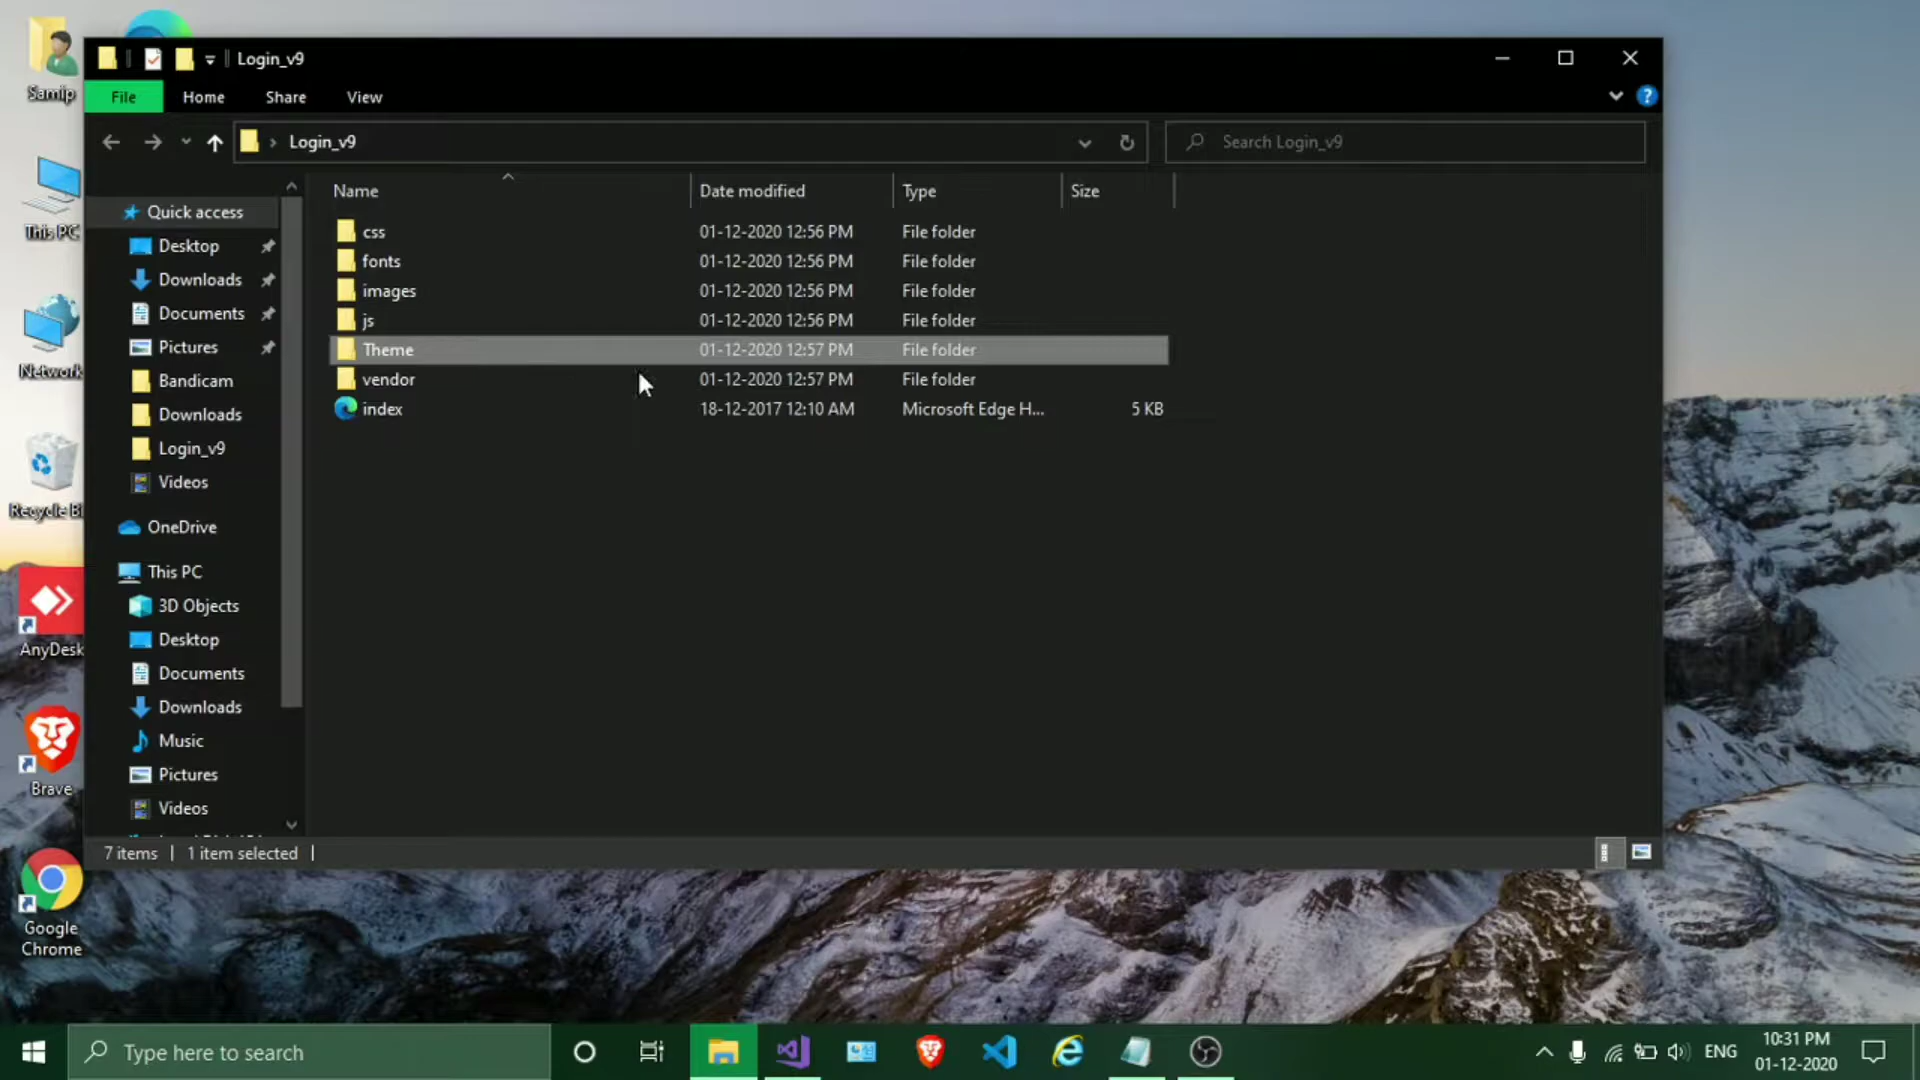 Login_v9
File Home Share View
Login_v9
Search Login_v9
Name Date modified Type Size
css 01-12-2020 12:56 PM File folder
fonts 01-12-2020 12:56 PM File folder
images 01-12-2020 12:56 PM File folder
js 01-12-2020 12:56 PM File folder
Theme 01-12-2020 12:57 PM File folder
vendor 01-12-2020 12:57 PM File folder
index 18-12-2017 12:10 AM Microsoft Edge H... 5 KB
Quick access
Desktop
Downloads
Documents
Pictures
Bandicam
Downloads
Login_v9
Videos
OneDrive
This PC
3D Objects
Desktop
Documents
Downloads
Music
Pictures
Videos
7 items 1 item selected
Samip
This PC
Network
Recycle Bi
AnyDesk
Brave
Google
Chrome
Type here to search
ENG
10:31 PM
01-12-2020